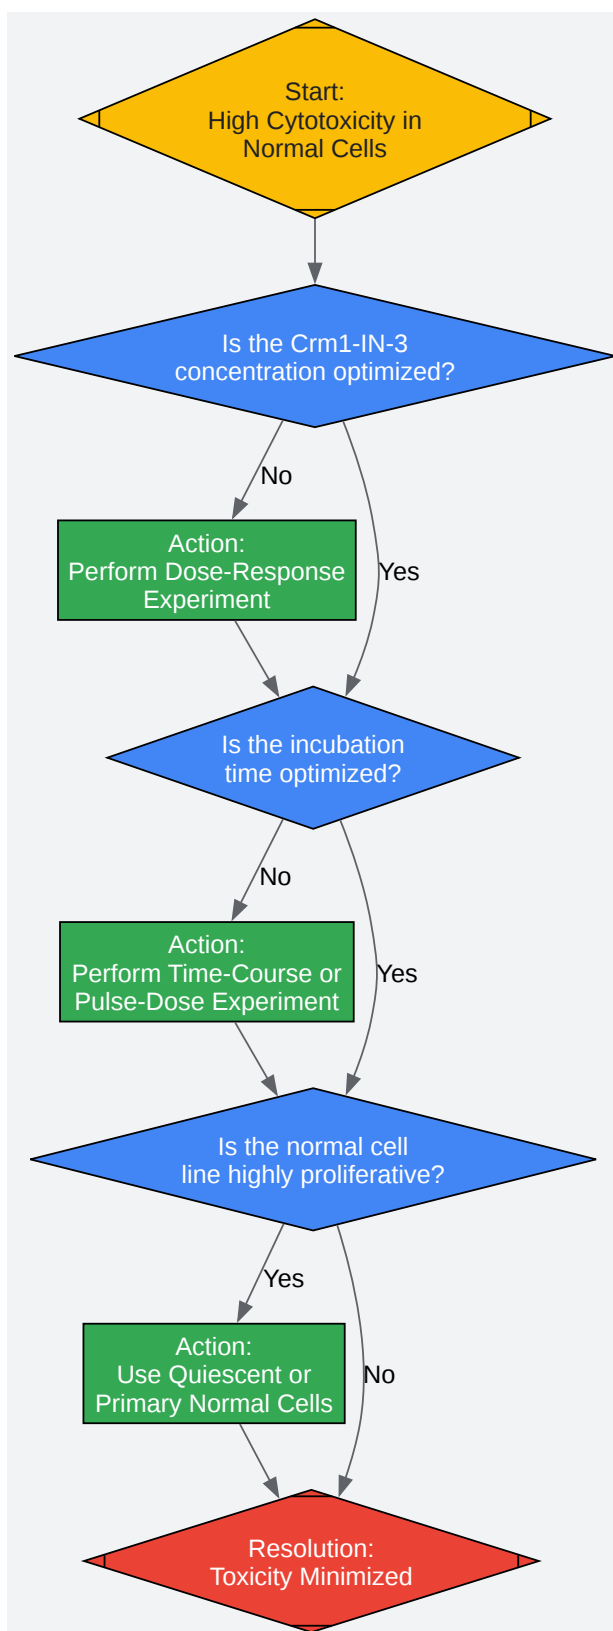 Start:
High Cytotoxicity in
Normal Cells
Is the Crm1-IN-3
concentration optimized?
No
Yes
Action:
Perform Dose-Response
Experiment
Is the incubation
time optimized?
No
Yes
Action:
Perform Time-Course or
Pulse-Dose Experiment
Is the normal cell
line highly proliferative?
Yes
No
Action:
Use Quiescent or
Primary Normal Cells
Resolution:
Toxicity Minimized